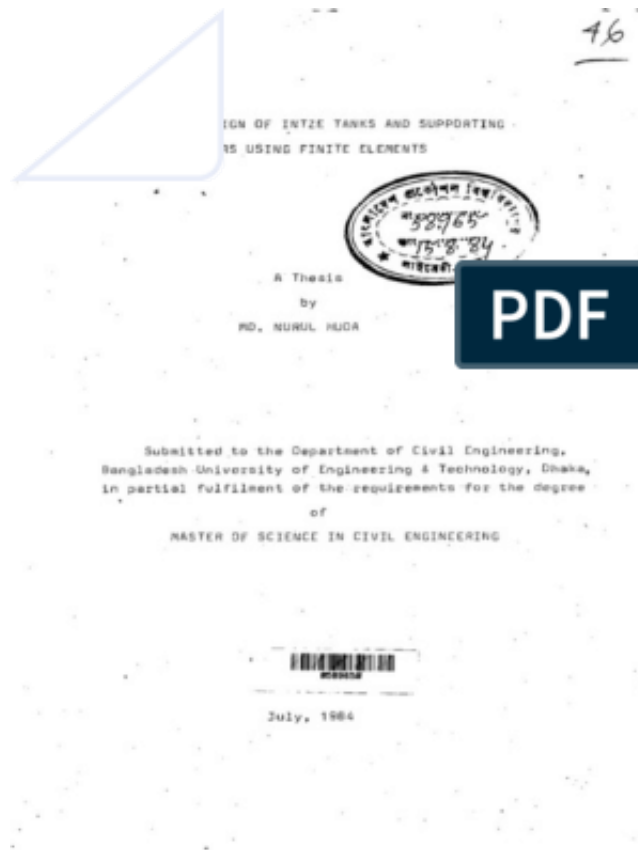 46
IGN OF INTZE TANKS AND SUPPORTING
RS USING FINITE ELEMENTS
A Thesis
by
MD. NURUL HUDA
PDF
Submitted to the Department of Civil Engineering,
Bangladesh University of Engineering & Technology, Dhaka,
in partial fulfilment of the requirements for the degree
of
MASTER OF SCIENCE IN CIVIL ENGINEERING
July, 1984